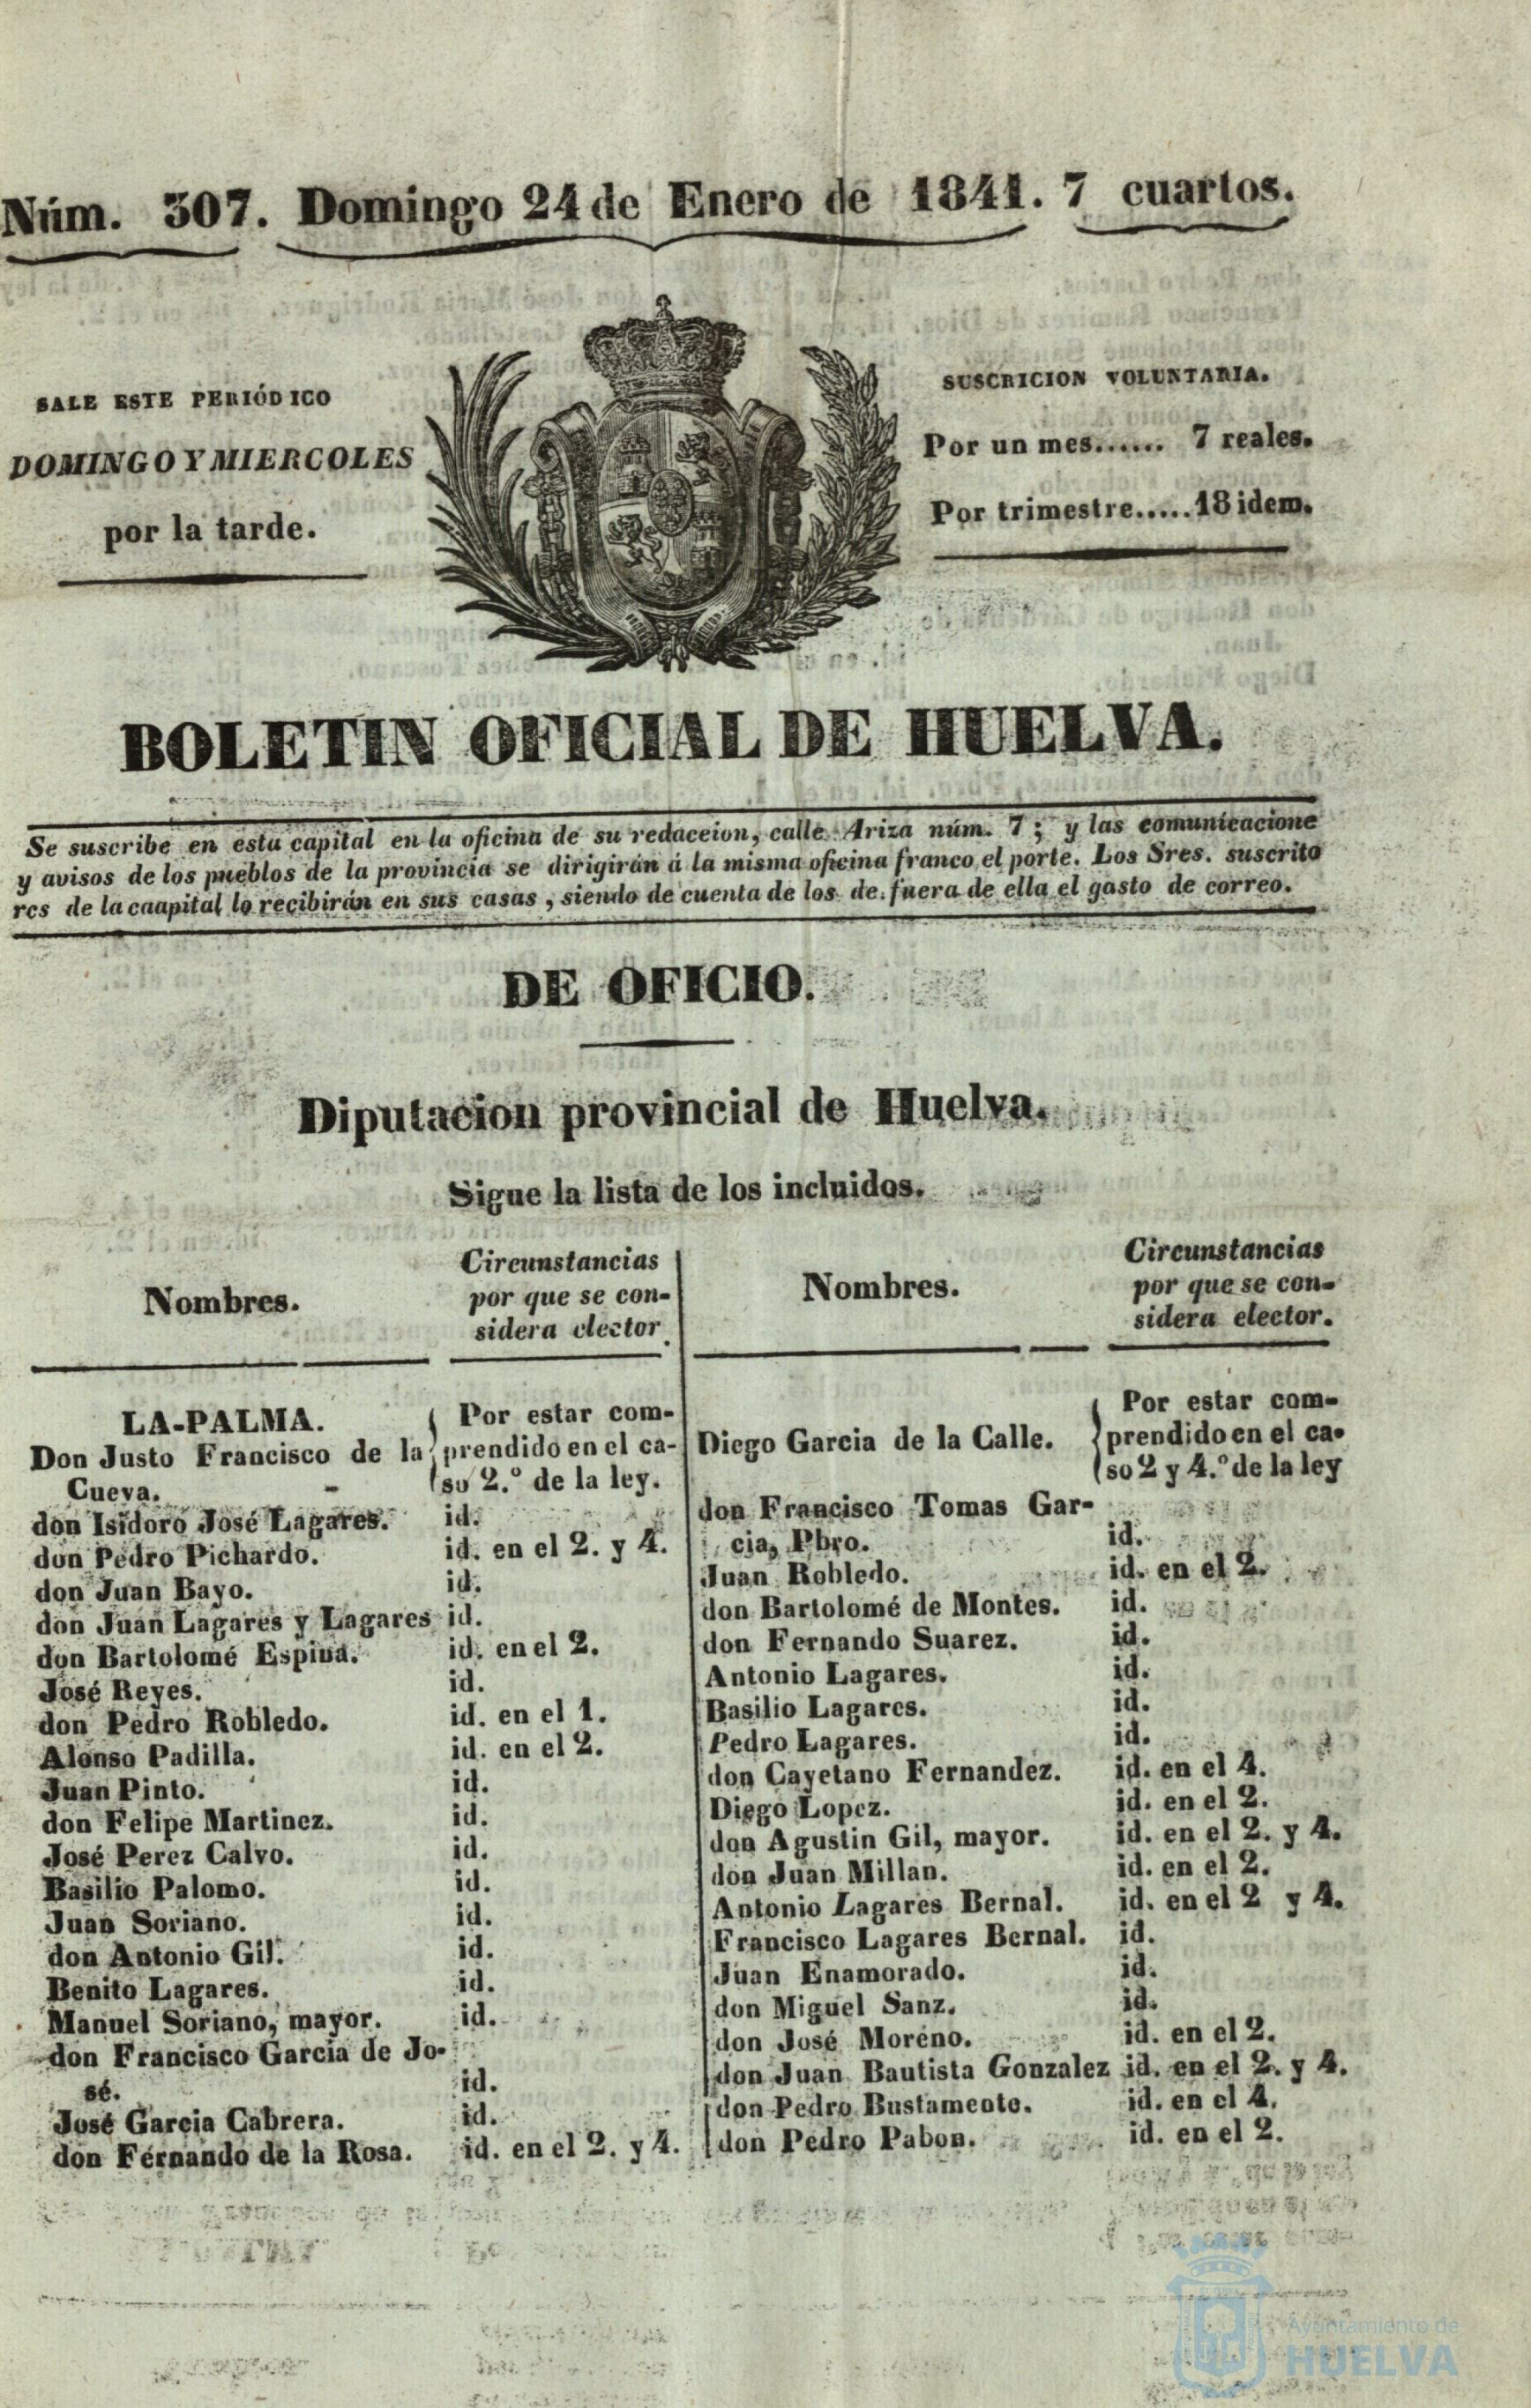 Núm. 307. Domingo 24 de Enero de 1841. 7 cuartos.
SALE ESTE PERIÓDICO
DOMINGO Y MIERCOLES
por la tarde.
SUSCRICION VOLUNTARIA.
Por un mes...... 7 reales.
Por trimestre.....18 idem.
BOLETIN OFICIAL DE HUELVA.
Se suscribe en esta capital en la oficina de su redaceion, calle Ariza núm. 7; y las comunicacione
y avisos de los pueblos de la provincia se dirigirán á la misma oficina franco el porte. Los Sres. suscrito
res de la caapital lo recibirán en sus casas, siendo de cuenta de los de fuera de ella el gasto de correo.
DE OFICIO.
Diputacion provincial de Huelva.
Sigue la lista de los incluidos.
Nombres.
Circunstancias
por que se con-
sidera elector.
LA-PALMA.
Don Justo Francisco de la
Cueva.
Por estar com-
prendido en el ca-
so 2.º de la ley.
don Isidoro José Lagares. id.
don Pedro Pichardo. id. en el 2. y 4.
don Juan Bayo. id.
don Juan Lagares y Lagares id.
don Bartolomé Espina. id. en el 2.
José Reyes. id.
don Pedro Robledo. id. en el 1.
Alonso Padilla. id. en el 2.
Juan Pinto. id.
don Felipe Martinez. id.
José Perez Calvo. id.
Basilio Palomo. id.
Juan Soriano. id.
don Antonio Gil. id.
Benito Lagares. id.
Manuel Soriano, mayor. id.
don Francisco Garcia de Jo-
sé. id.
José Garcia Cabrera. id.
don Fernando de la Rosa. id. en el 2. y 4.
Nombres.
Circunstancias
por que se con-
sidera elector.
Diego Garcia de la Calle.
Por estar com-
prendido en el ca-
so 2 y 4.º de la ley
don Francisco Tomas Gar-
cia, Pbro. id.
Juan Robledo. id. en el 2.
don Bartolomé de Montes. id.
don Fernando Suarez. id.
Antonio Lagares. id.
Basilio Lagares. id.
Pedro Lagares. id.
don Cayetano Fernandez. id. en el 4.
Diego Lopez. id. en el 2.
don Agustin Gil, mayor. id. en el 2. y 4.
don Juan Millan. id. en el 2.
Antonio Lagares Bernal. id. en el 2 y 4.
Francisco Lagares Bernal. id.
Juan Enamorado. id.
don Miguel Sanz. id.
don José Moreno. id. en el 2.
don Juan Bautista Gonzalez id. en el 2. y 4.
don Pedro Bustamente. id. en el 4.
don Pedro Pabon. id. en el 2.
Ayuntamiento de
HUELVA